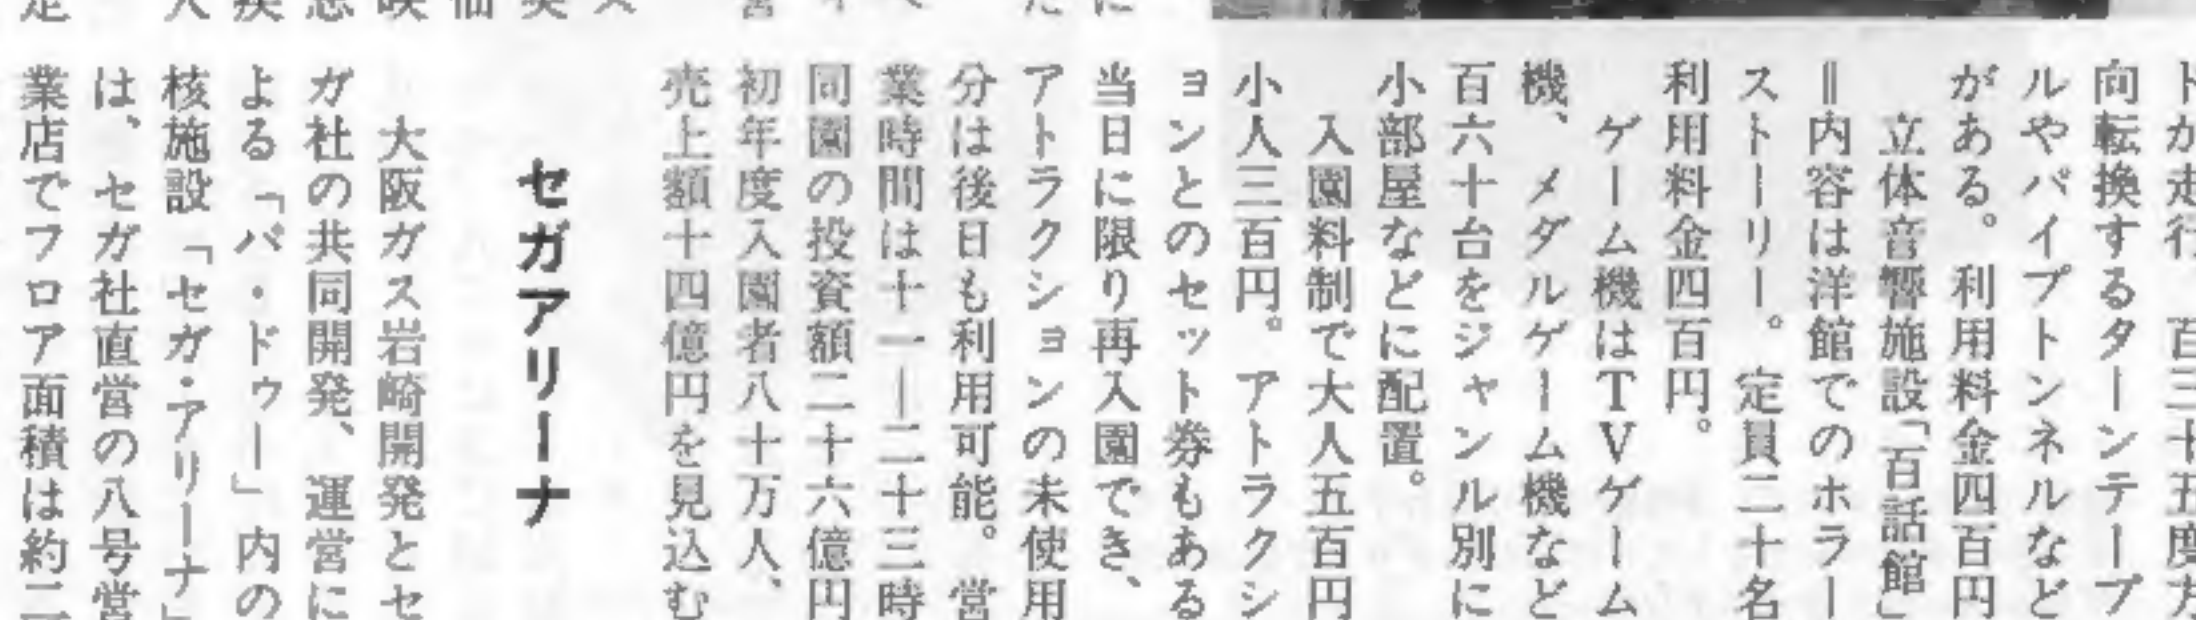 ドが走行、百三十五度方
向転換するターンテーブ
ルやパイプトンネルなど
がある。利用料金四百円
立体音響施設「百話館」
＝内容は洋館でのホラー
ストーリー。定員二十名
利用料金四百円。
ゲーム機はTVゲーム
機、メダルゲーム機など
百六十台をジャンル別に
小部屋などに配置。
入園料制で大人五百円
小人三百円。アトラクシ
ョンとのセット券もある
当日に限り再入園でき、
アトラクションの未使用
分は後日も利用可能。営
業時間は十一―二十三時
同園の投資額二十六億円
初年度入園者八十万人、
売上額十四億円を見込む
セガアリーナ
大阪ガス岩崎開発とセ
ガ社の共同開発、運営に
よる「パ・ドゥー」内の
核施設「セガ・アリーナ」
は、セガ社直営の八号営
業店でフロア面積は約二